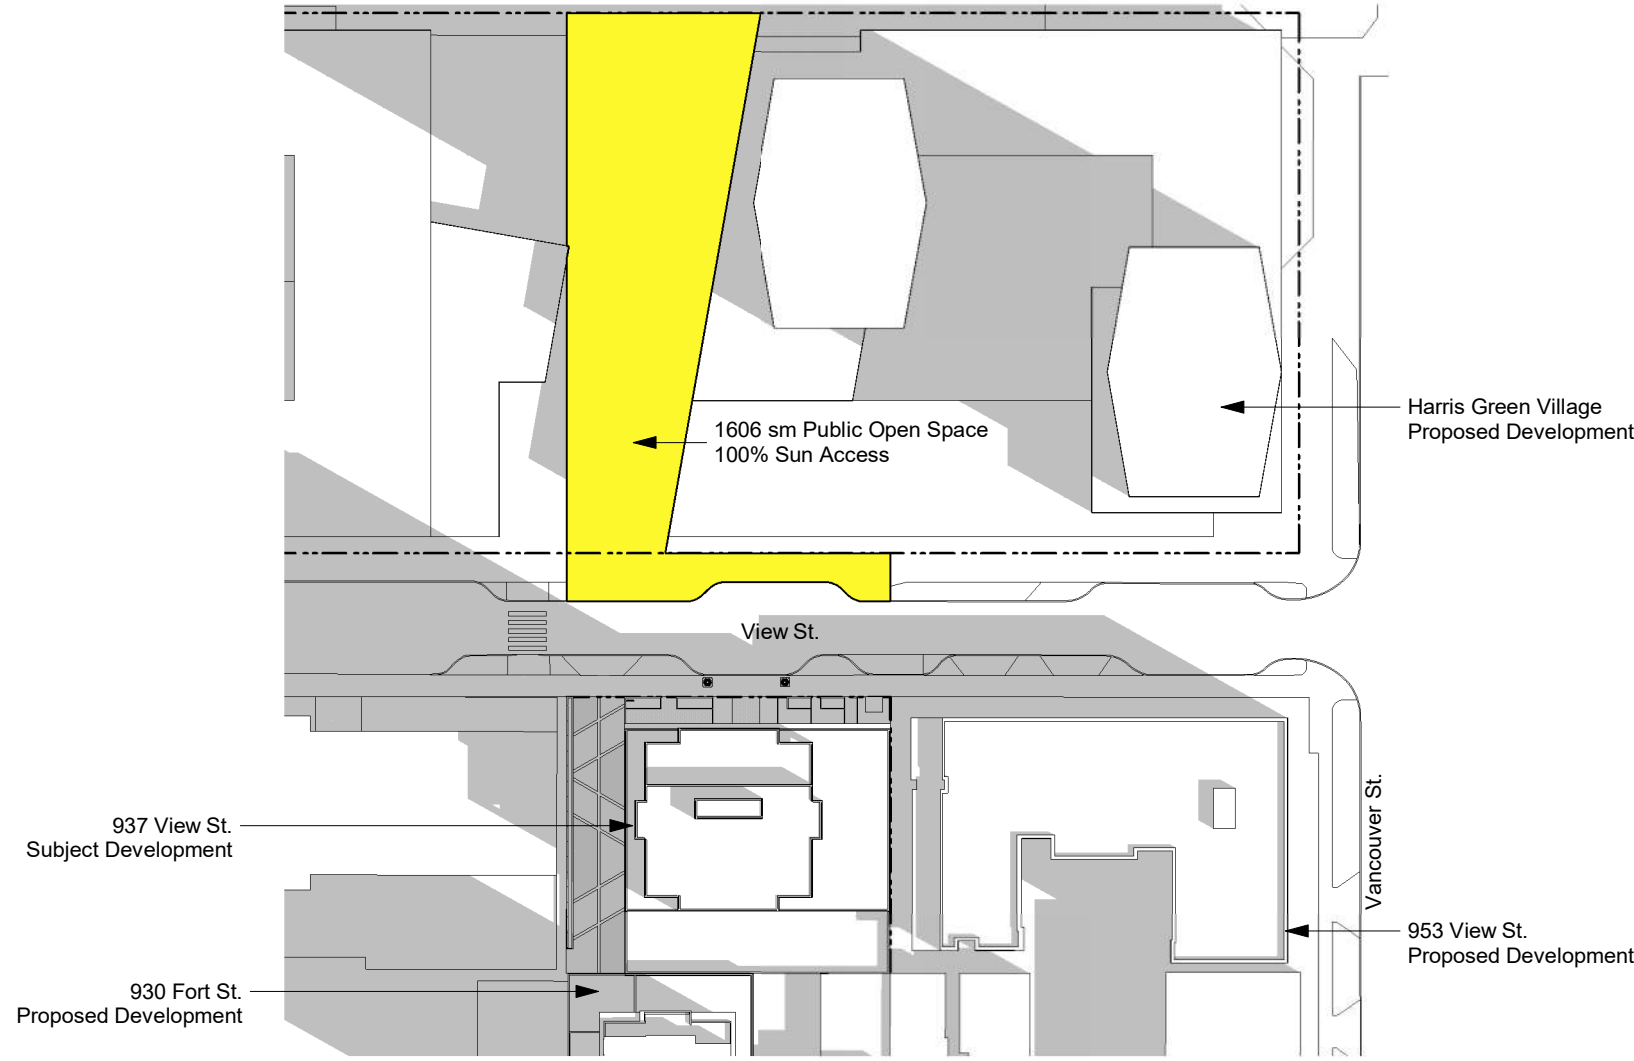 Harris Green Village
Proposed Development
1606 sm Public Open Space
100% Sun Access
View St.
937 View St.
Subject Development
Vancouver St.
953 View St.
Proposed Development
930 Fort St.
Proposed Development